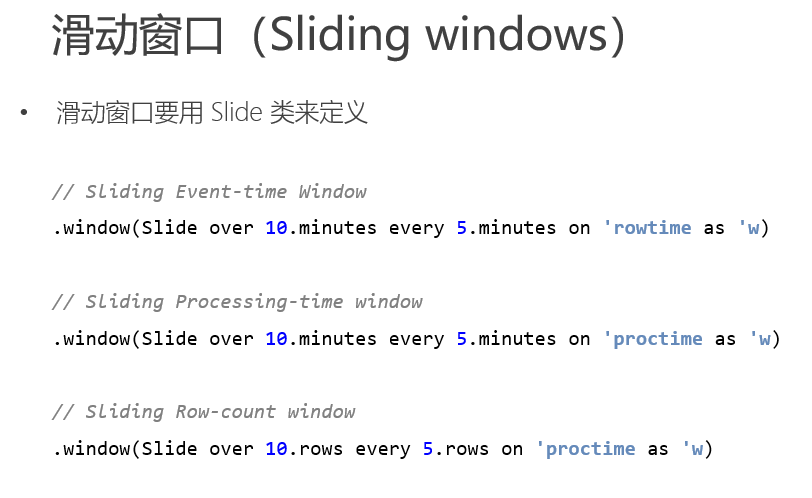 滑动窗口（Sliding windows）
• 滑动窗口要用 Slide 类来定义
// Sliding Event-time Window
.window(Slide over 10.minutes every 5.minutes on 'rowtime as 'w)
// Sliding Processing-time window
.window(Slide over 10.minutes every 5.minutes on 'proctime as 'w)
// Sliding Row-count window
.window(Slide over 10.rows every 5.rows on 'proctime as 'w)